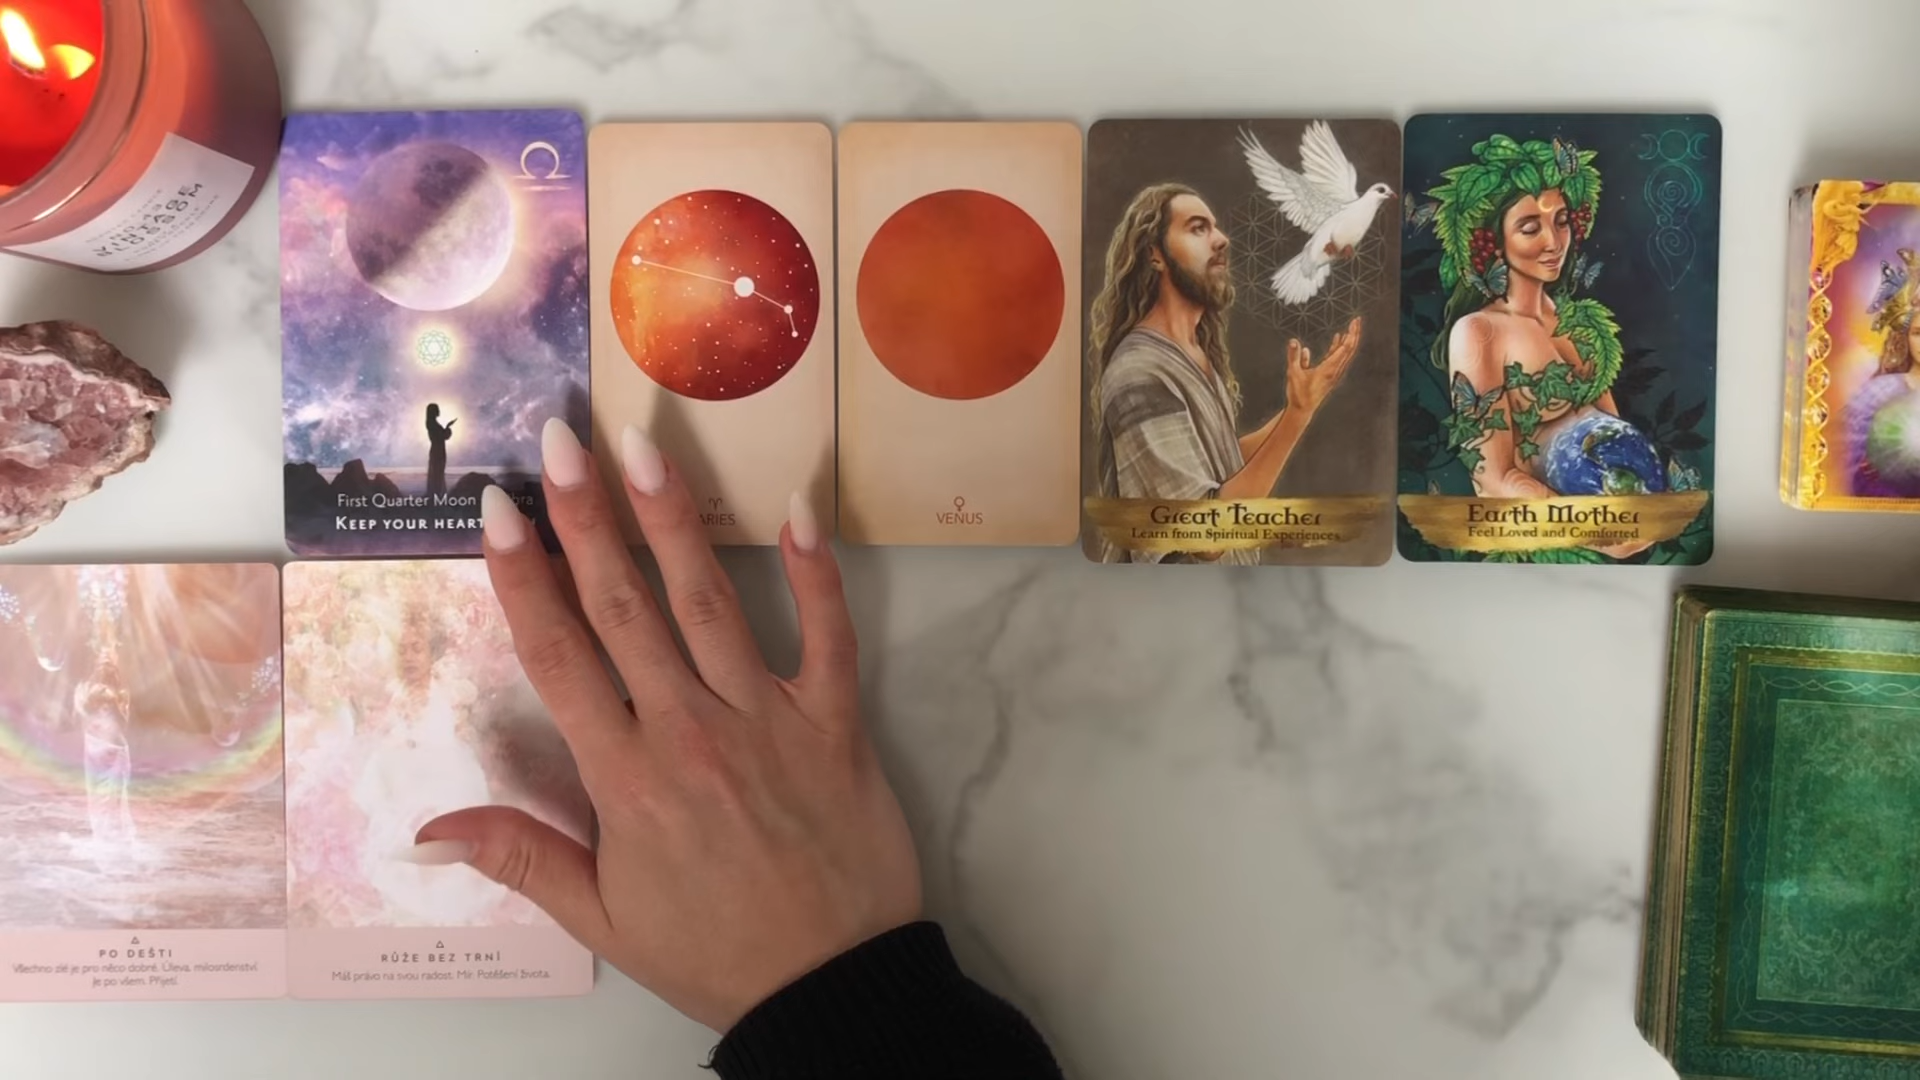 VINTAGE
First Quarter Moon
KEEP YOUR HEART
♈
ARIES
♀
VENUS
Great Teacher
Learn from Spiritual Experiences
Earth Mother
Feel Loved and Comforted
PO DEŠTI
Všechno zlé je pro něco dobré. Úleva, milosrdenství.
Je po všem. Přijetí.
RŮŽE BEZ TRNÍ
Máš právo na svou radost. Mír. Potěšení života.